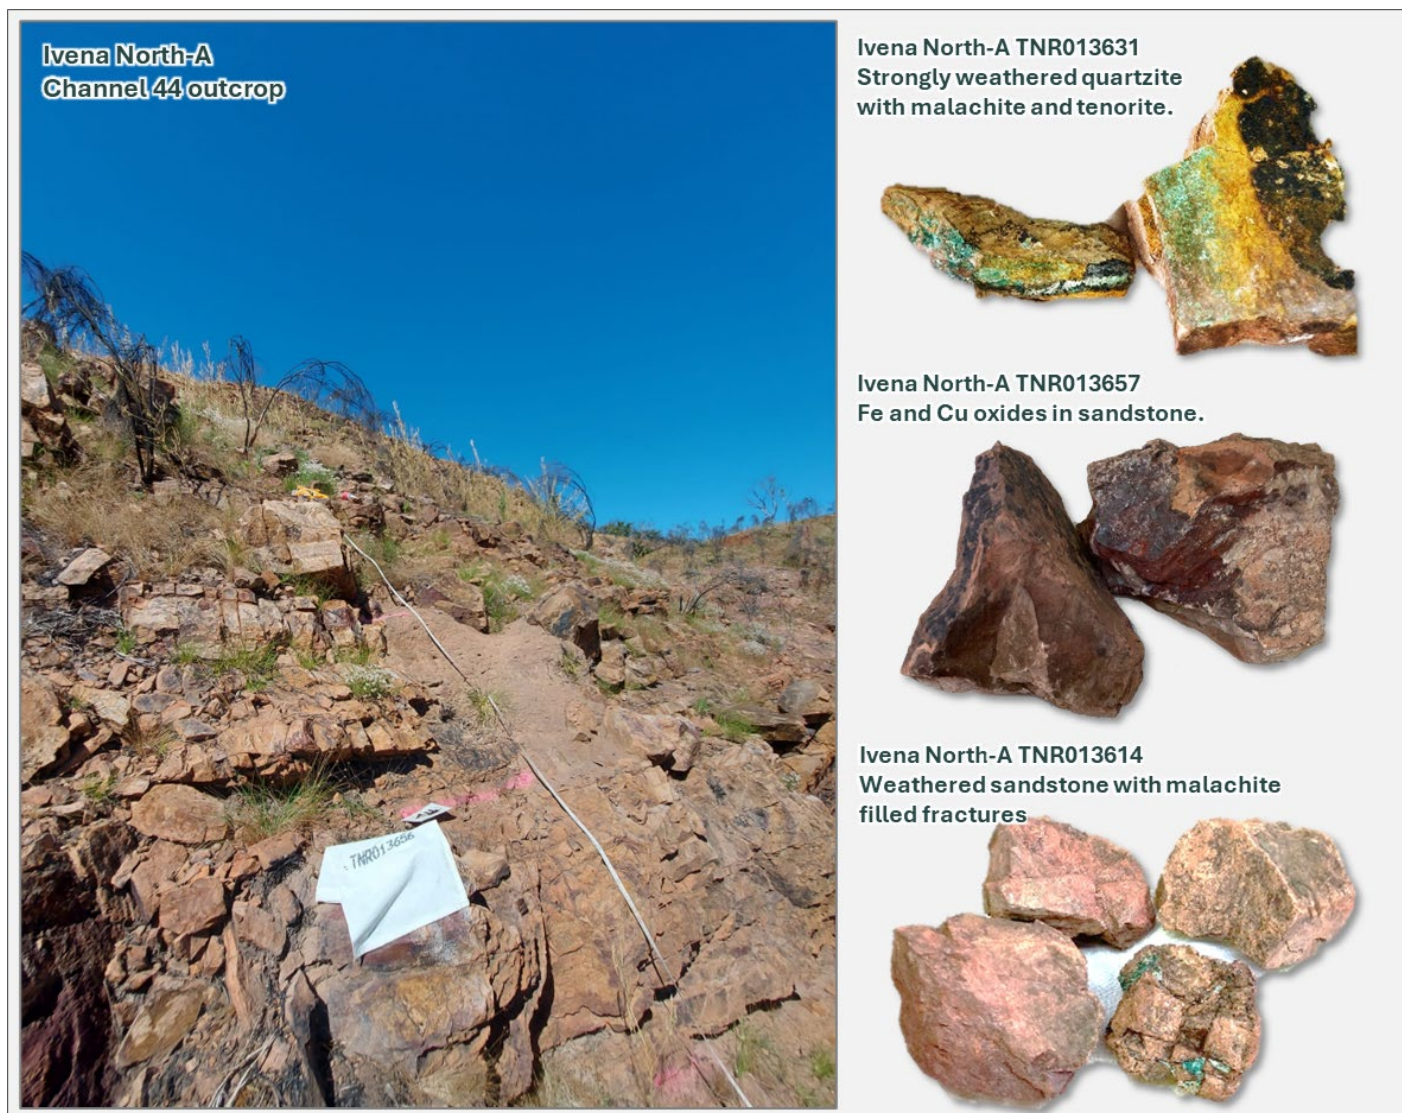 Ivena North-A
Channel 44 outcrop
TNR013656
Ivena North-A TNR013631
Strongly weathered quartzite
with malachite and tenorite.
Ivena North-A TNR013657
Fe and Cu oxides in sandstone.
Ivena North-A TNR013614
Weathered sandstone with malachite
filled fractures